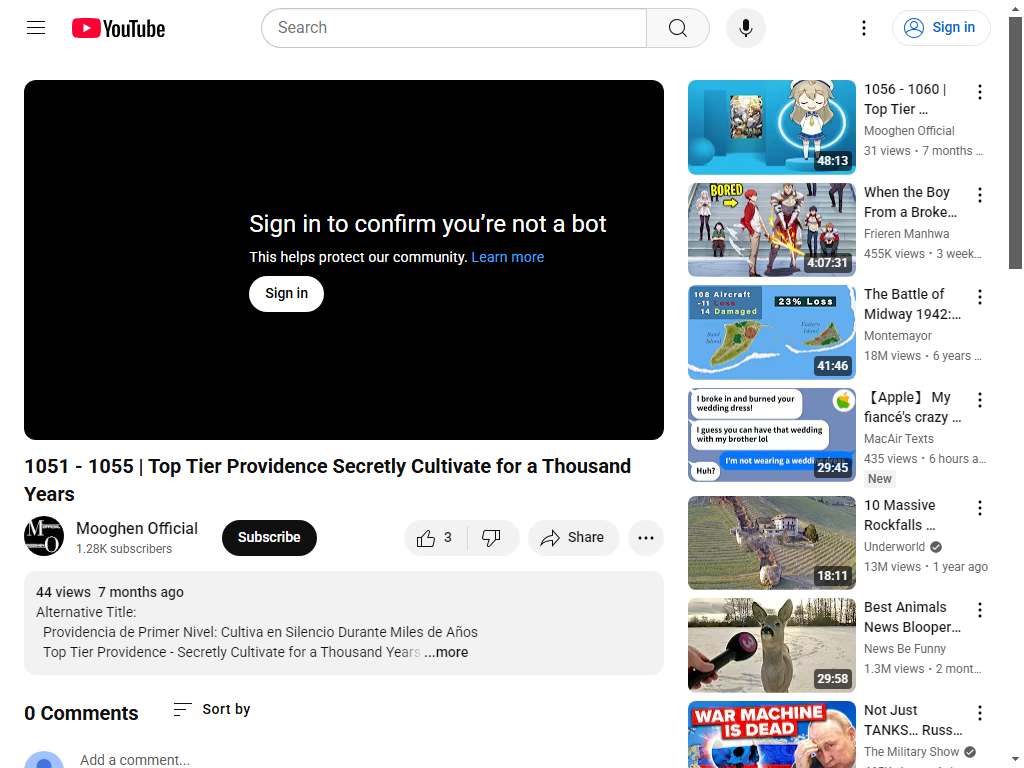 YouTube
Search
Sign in
Sign in to confirm you’re not a bot
This helps protect our community. Learn more
Sign in
1051 - 1055 | Top Tier Providence Secretly Cultivate for a Thousand
Years
Mooghen Official
1.28K subscribers
Subscribe
3
Share
44 views 7 months ago
Alternative Title:
Providencia de Primer Nivel: Cultiva en Silencio Durante Miles de Años
Top Tier Providence - Secretly Cultivate for a Thousand Years ...more
0 Comments
Sort by
Add a comment...
48:13
1056 - 1060 |
Top Tier ...
Mooghen Official
31 views • 7 months ...
BORED
4:07:31
When the Boy
From a Broke...
Frieren Manhwa
455K views • 3 week...
108 Aircraft
-11 Loss
14 Damaged
23% Loss
Sand
Island
Eastern
Island
41:46
The Battle of
Midway 1942:...
Montemayor
18M views • 6 years ...
I broke in and burned your
wedding dress!
I guess you can have that wedding
with my brother lol
I'm not wearing a wedding dress
Huh?
29:45
【Apple】 My
fiancé's crazy ...
MacAir Texts
435 views • 6 hours a...
New
18:11
10 Massive
Rockfalls ...
Underworld
13M views • 1 year ago
29:58
Best Animals
News Blooper...
News Be Funny
1.3M views • 2 mont...
WAR MACHINE
IS DEAD
Not Just
TANKS... Russ...
The Military Show